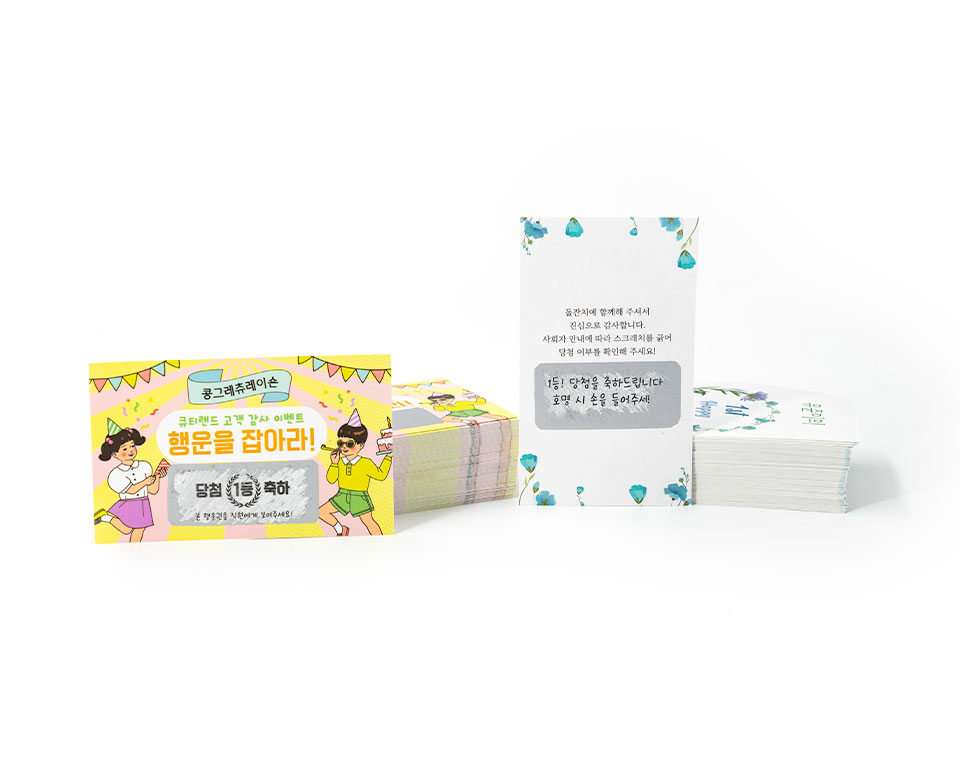 콩그레츄레이숀
큐티랜드 고객 감사 이벤트
행운을 잡아라!
당첨 1등 축하
본 행운권을 직원에게 보여주세요!
돌잔치에 함께해 주셔서
진심으로 감사합니다.
사회자 안내에 따라 스크래치를 긁어
당첨 여부를 확인해 주세요!
1등! 당첨을 축하드립니다
호명 시 손을 들어주세!
Happy
1st